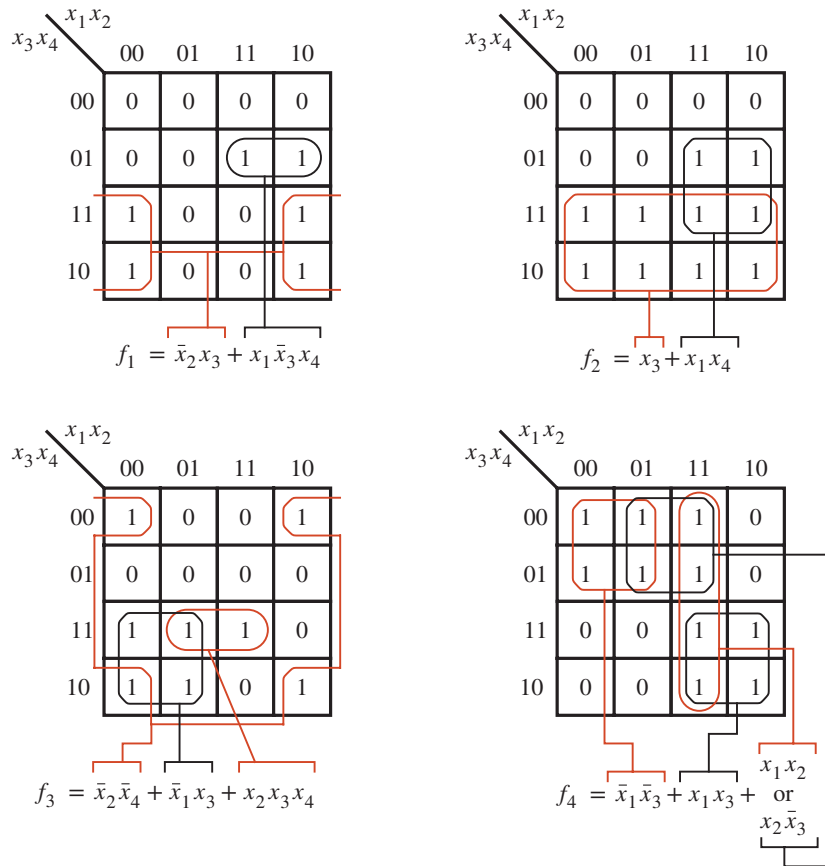 x₁x₂
x₃x₄
00 01 11 10
00 0 0 0 0
01 0 0 1 1
11 1 0 0 1
10 1 0 0 1
f₁ = x̄₂x₃ + x₁x̄₃x₄
x₁x₂
x₃x₄
00 01 11 10
00 0 0 0 0
01 0 0 1 1
11 1 1 1 1
10 1 1 1 1
f₂ = x₃ + x₁x₄
x₁x₂
x₃x₄
00 01 11 10
00 1 0 0 1
01 0 0 0 0
11 1 1 1 0
10 1 1 0 1
f₃ = x̄₂x̄₄ + x̄₁x₃ + x₂x₃x₄
x₁x₂
x₃x₄
00 01 11 10
00 1 1 1 0
01 1 1 1 0
11 0 0 1 1
10 0 0 1 1
x₁x₂
f₄ = x̄₁x̄₃ + x₁x₃ + or
x₂x̄₃